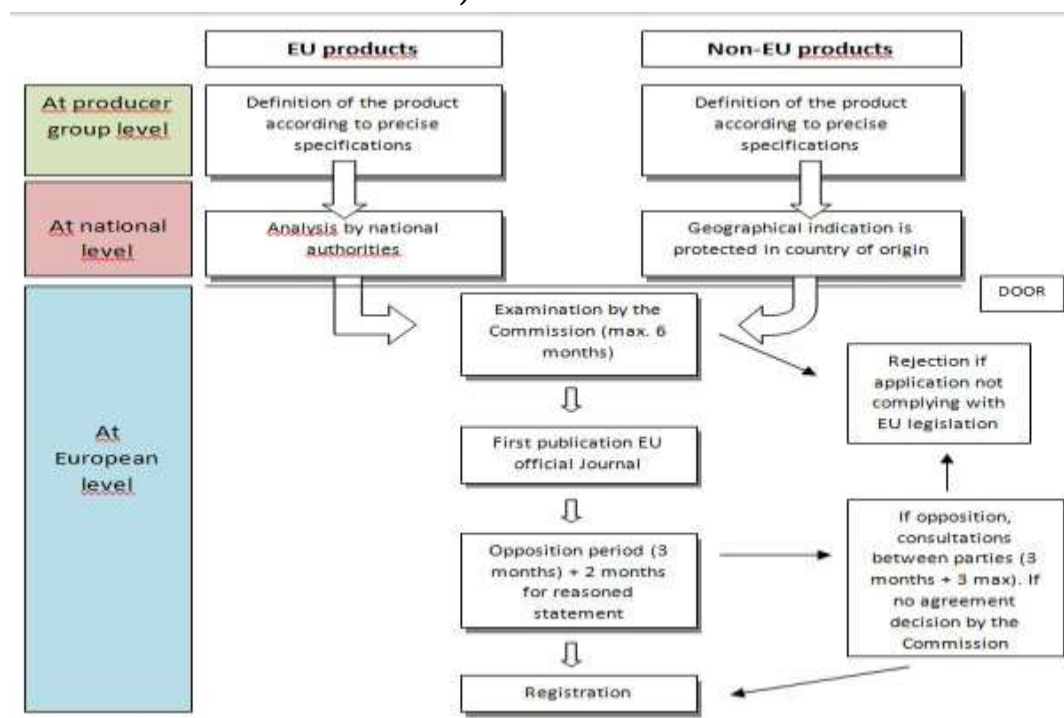 EU products
Non-EU products
At producer
group level
Definition of the product
according to precise
specifications
Definition of the product
according to precise
specifications
At national
level
Analysis by national
authorities
Geographical indication is
protected in country of origin
DOOR
At
European
level
Examination by the
Commission (max. 6
months)
Rejection if
application not
complying with
EU legislation
First publication EU
official Journal
Opposition period (3
months) + 2 months
for reasoned
statement
If opposition,
consultations
between parties (3
months + 3 max). If
no agreement
decision by the
Commission
Registration